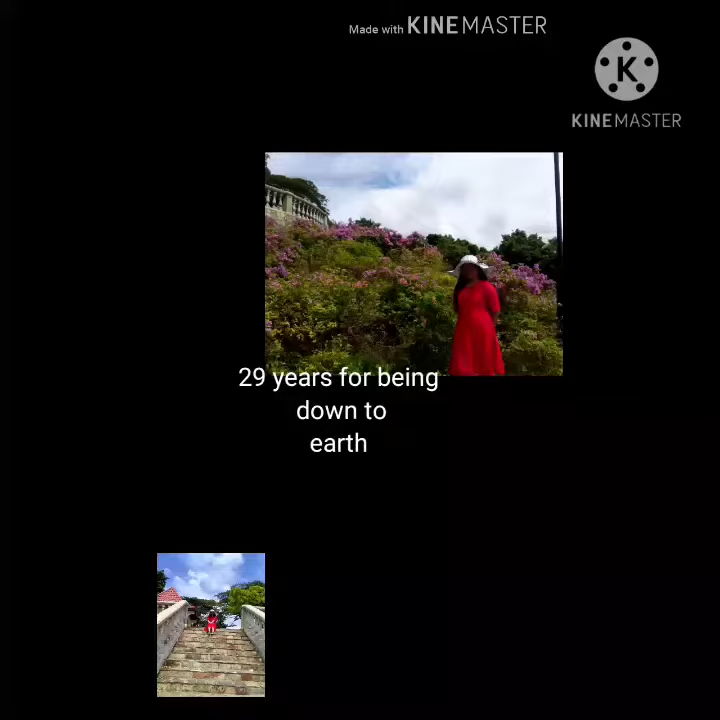 Made with KINEMASTER
K
KINEMASTER
29 years for being
down to
earth